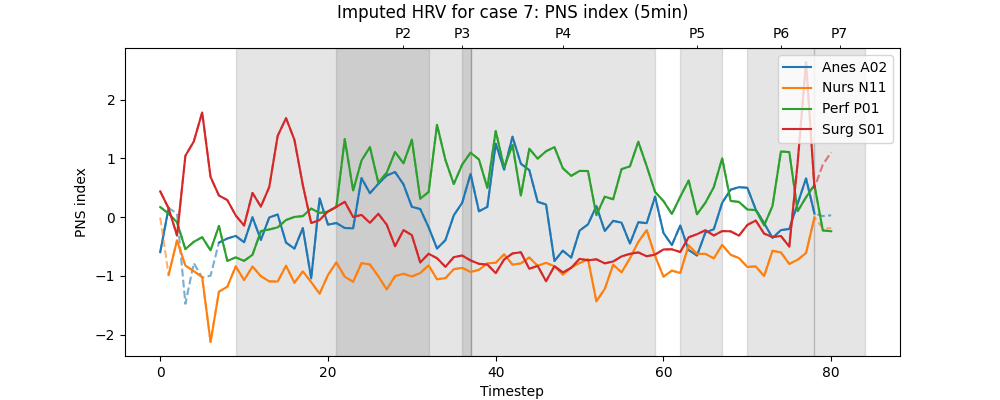 Imputed HRV for case 7: PNS index (5min)
P2 P3 P4 P5 P6 P7
Anes A02
Nurs N11
Perf P01
Surg S01
PNS index
2
1
0
−1
−2
0 20 40 60 80
Timestep